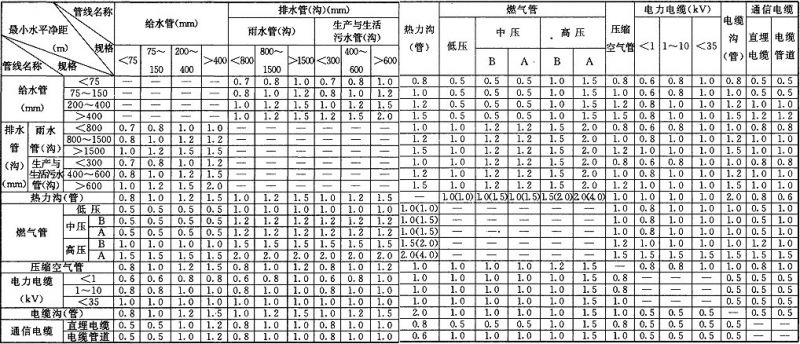 管线名称
最小水平净距
(m)
规格
管线名称
规格
给水管(mm) 排水管(沟)(mm) 热力沟(管) 燃气管 压缩空气管 电力电缆(kV) 电缆沟(管) 通信电缆
雨水管(沟) 生产与生活污水管(沟) 低压 中压 高压 <1 1~10 <35 直埋电缆 电缆管道
<75 75~150 200~400 >400 <800 800~1500 >1500 <300 400~600 >600 B A B A
给水管(mm) <75 — — — — 0.7 0.8 1.0 0.7 0.8 1.0 0.8 0.5 0.5 0.5 1.0 1.5 0.8 0.6 0.8 1.0 0.8 0.5 0.5
75~150 — — — — 0.8 1.0 1.2 0.8 1.0 1.2 1.0 0.5 0.5 0.5 1.0 1.5 1.0 0.6 0.8 1.0 1.0 0.5 0.5
200~400 — — — — 1.0 1.2 1.5 1.0 1.2 1.5 1.2 0.5 0.5 0.5 1.0 1.5 1.2 0.8 1.0 1.0 1.2 1.0 1.0
>400 — — — — 1.0 1.2 1.5 1.2 1.5 2.0 1.5 0.5 0.5 0.5 1.0 1.5 1.5 0.8 1.0 1.0 1.5 1.2 1.2
排水管(沟)(mm) 雨水管(沟) <800 0.7 0.8 1.0 1.0 — — — — — — 1.0 1.0 1.2 1.2 1.5 2.0 0.8 0.6 0.8 1.0 1.0 0.8 0.8
800~1500 0.8 1.0 1.2 1.2 — — — — — — 1.2 1.0 1.2 1.2 1.5 2.0 1.0 0.8 1.0 1.0 1.2 1.0 1.0
>1500 1.0 1.2 1.5 1.5 — — — — — — 1.5 1.0 1.2 1.2 1.5 2.0 1.2 1.0 1.0 1.0 1.5 1.0 1.0
生产与生活污水管(沟) <300 0.7 0.8 1.0 1.2 — — — — — — 1.0 1.0 1.2 1.2 1.5 2.0 0.8 0.6 0.8 1.0 1.0 0.8 0.8
400~600 0.8 1.0 1.2 1.5 — — — — — — 1.2 1.0 1.2 1.2 1.5 2.0 1.0 0.8 1.0 1.0 1.2 1.0 1.0
>600 1.0 1.2 1.5 2.0 — — — — — — 1.5 1.0 1.2 1.2 1.5 2.0 1.2 1.0 1.0 1.0 1.5 1.0 1.0
热力沟(管) 0.8 1.0 1.2 1.5 1.0 1.2 1.5 1.0 1.2 1.5 — 1.0(1.0) 1.0(1.5) 1.0(1.5) 1.5(2.0) 2.0(4.0) 1.0 1.0 1.0 1.0 2.0 0.8 0.6
燃气管 低压 0.5 0.5 0.5 0.5 1.0 1.0 1.0 1.0 1.0 1.0 1.0(1.0) — — — — — 1.0 0.8 1.0 1.0 1.0 0.5 1.0
中压 B 0.5 0.5 0.5 0.5 1.2 1.2 1.2 1.2 1.2 1.2 1.0(1.5) — — — — — 1.0 0.8 1.0 1.0 1.0 0.5 1.0
A 0.5 0.5 0.5 0.5 1.2 1.2 1.2 1.2 1.2 1.2 1.0(1.5) — — — — — 1.0 0.8 1.0 1.0 1.0 0.5 1.0
高压 B 1.0 1.0 1.0 1.0 1.5 1.5 1.5 1.5 1.5 1.5 1.5(2.0) — — — — — 1.2 1.0 1.0 1.0 1.0 1.2 1.0
A 1.5 1.5 1.5 1.5 2.0 2.0 2.0 2.0 2.0 2.0 2.0(4.0) — — — — — 1.5 1.5 1.5 1.5 1.5 1.5 1.5
压缩空气管 0.8 1.0 1.2 1.5 0.8 1.0 1.2 0.8 1.0 1.2 1.0 1.0 1.0 1.0 1.2 1.5 — 0.8 0.8 1.0 1.0 0.8 1.0
电力电缆(kV) <1 0.6 0.6 0.8 0.8 0.6 0.8 1.0 0.6 0.8 1.0 1.0 1.0 1.0 1.0 1.0 1.5 0.8 — — — 0.5 0.5 0.5
1~10 0.8 0.8 1.0 1.0 0.8 1.0 1.0 0.8 1.0 1.0 1.0 1.0 1.0 1.0 1.0 1.5 0.8 — — — 0.5 0.5 0.5
<35 1.0 1.0 1.0 1.0 1.0 1.0 1.0 1.0 1.0 1.0 1.0 1.0 1.0 1.0 1.0 1.5 1.0 — — — 0.5 0.5 0.5
电缆沟(管) 0.8 1.0 1.2 1.5 1.0 1.2 1.5 1.0 1.2 1.5 2.0 1.0 1.0 1.0 1.0 1.5 1.0 0.5 0.5 0.5 — 0.5 0.5
通信电缆 直埋电缆 0.5 0.5 1.0 1.2 0.8 1.0 1.0 0.8 1.0 1.0 0.8 0.5 0.5 0.5 1.0 1.5 0.8 0.5 0.5 0.5 0.5 — —
电缆管道 0.5 0.5 1.0 1.2 0.8 1.0 1.0 0.8 1.0 1.0 0.6 1.0 1.0 1.0 1.0 1.5 1.0 0.5 0.5 0.5 0.5 — —